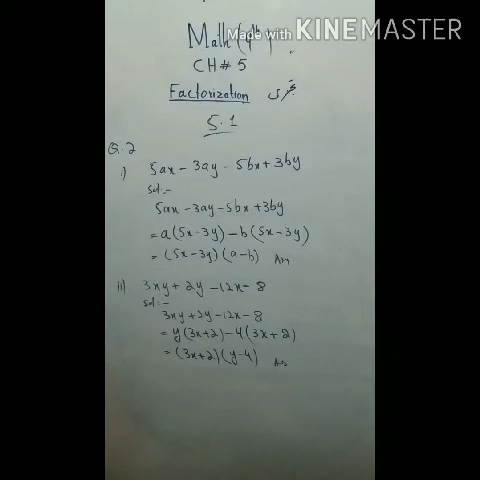 Made with KINEMASTER
Math (9th)
CH # 5
Factorization تجزی
5.1
Q.2
i) 5ax - 3ay - 5bx + 3by
Sol:-
5ax - 3ay - 5bx + 3by
= a(5x - 3y) - b(5x - 3y)
= (5x - 3y)(a - b) Ans
ii) 3xy + 2y - 12x - 8
Sol:-
3xy + 2y - 12x - 8
= y(3x + 2) - 4(3x + 2)
= (3x + 2)(y - 4) Ans